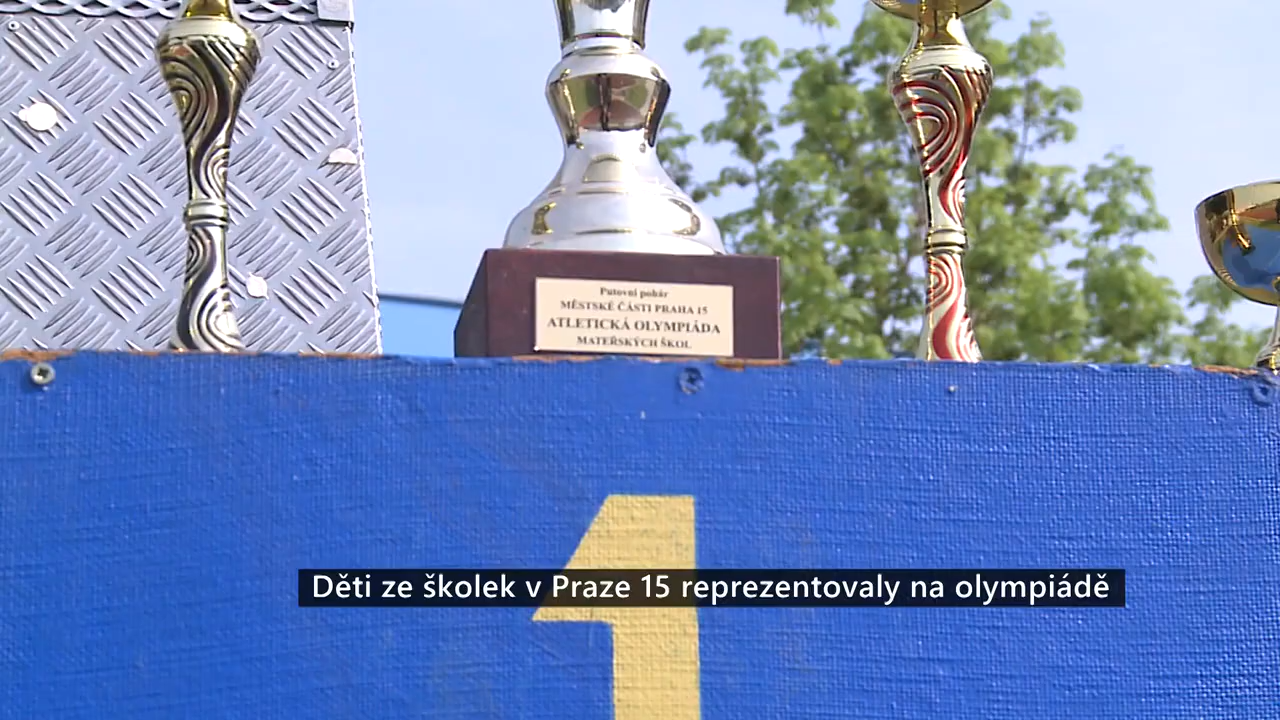 Putovní pohár
MĚSTSKÉ ČÁSTI PRAHA 15
ATLETICKÁ OLYMPIÁDA
MATEŘSKÝCH ŠKOL
Děti ze školek v Praze 15 reprezentovaly na olympiádě
1